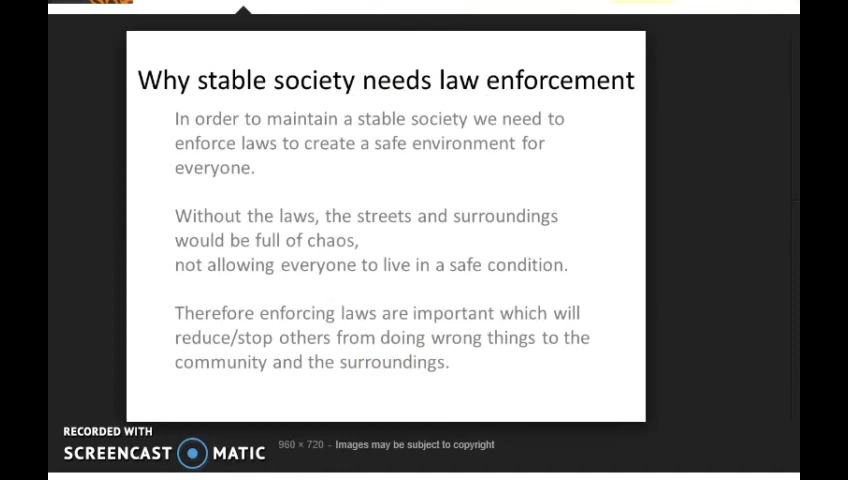 Why stable society needs law enforcement
In order to maintain a stable society we need to
enforce laws to create a safe environment for
everyone.
Without the laws, the streets and surroundings
would be full of chaos,
not allowing everyone to live in a safe condition.
Therefore enforcing laws are important which will
reduce/stop others from doing wrong things to the
community and the surroundings.
RECORDED WITH
SCREENCAST MATIC
960 × 720 - Images may be subject to copyright